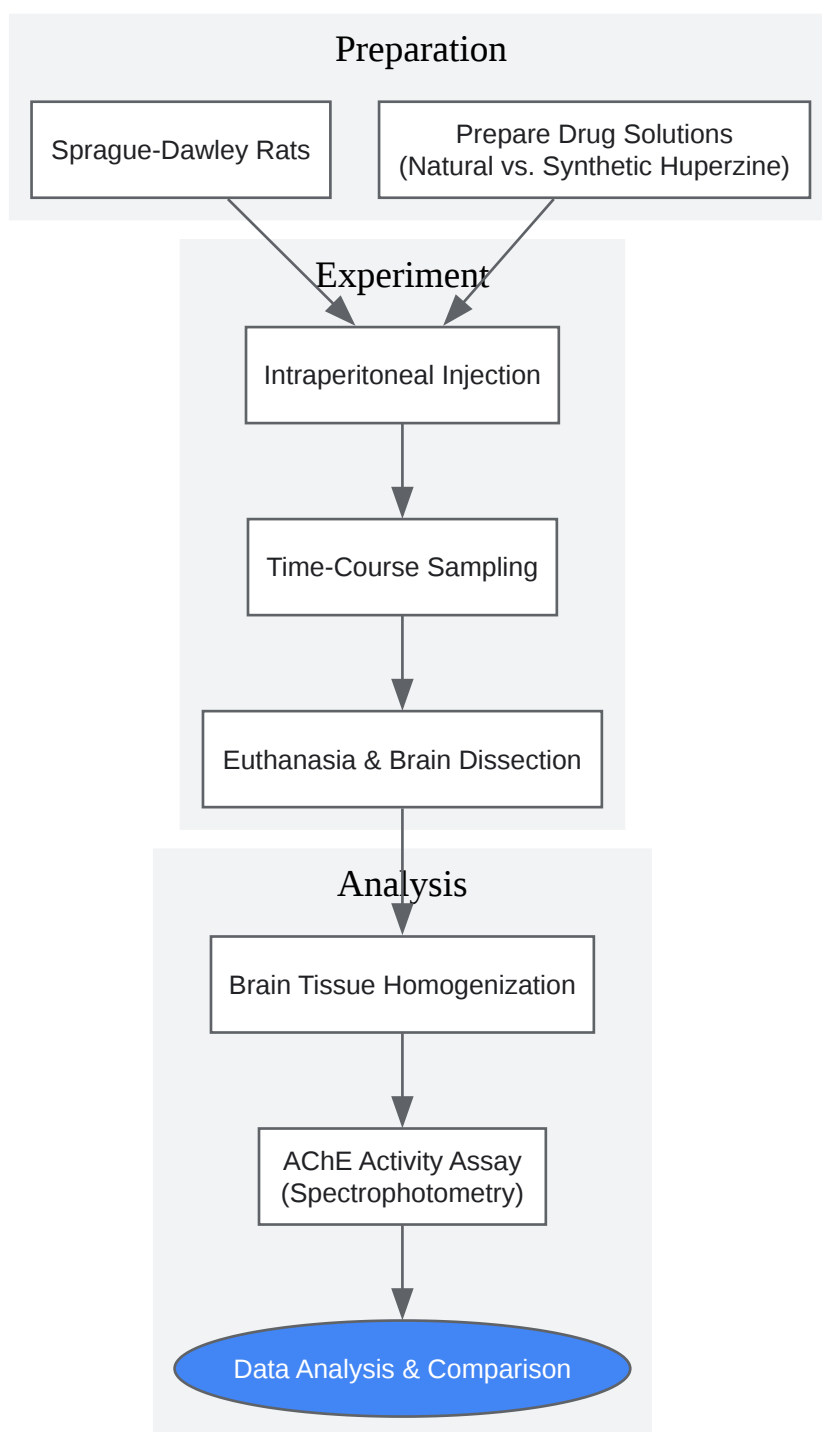 Preparation
Sprague-Dawley Rats
Prepare Drug Solutions
(Natural vs. Synthetic Huperzine)
Experiment
Intraperitoneal Injection
Time-Course Sampling
Euthanasia & Brain Dissection
Analysis
Brain Tissue Homogenization
AChE Activity Assay
(Spectrophotometry)
Data Analysis & Comparison